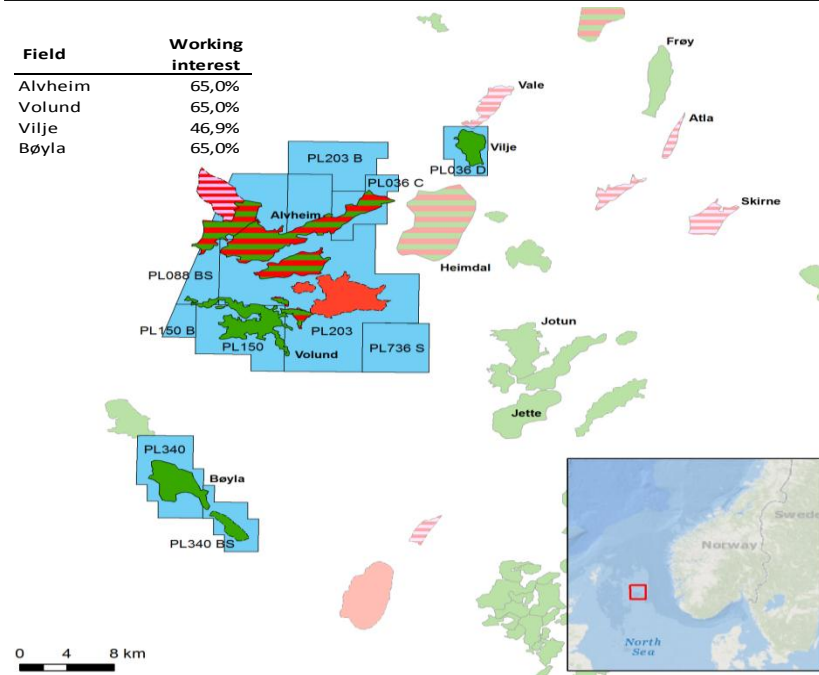 Field Working interest
Alvheim 65,0%
Volund 65,0%
Vilje 46,9%
Bøyla 65,0%
Frøy
Vale
Atla
Vilje
PL203 B
PL036 D
PL036 C
Skirne
Alvheim
Heimdal
PL088 BS
Jotun
PL150 B
PL203
PL150
PL736 S
Volund
Jette
PL340
Bøyla
PL340 BS
Swede
Norway
North
Sea
0 4 8 km